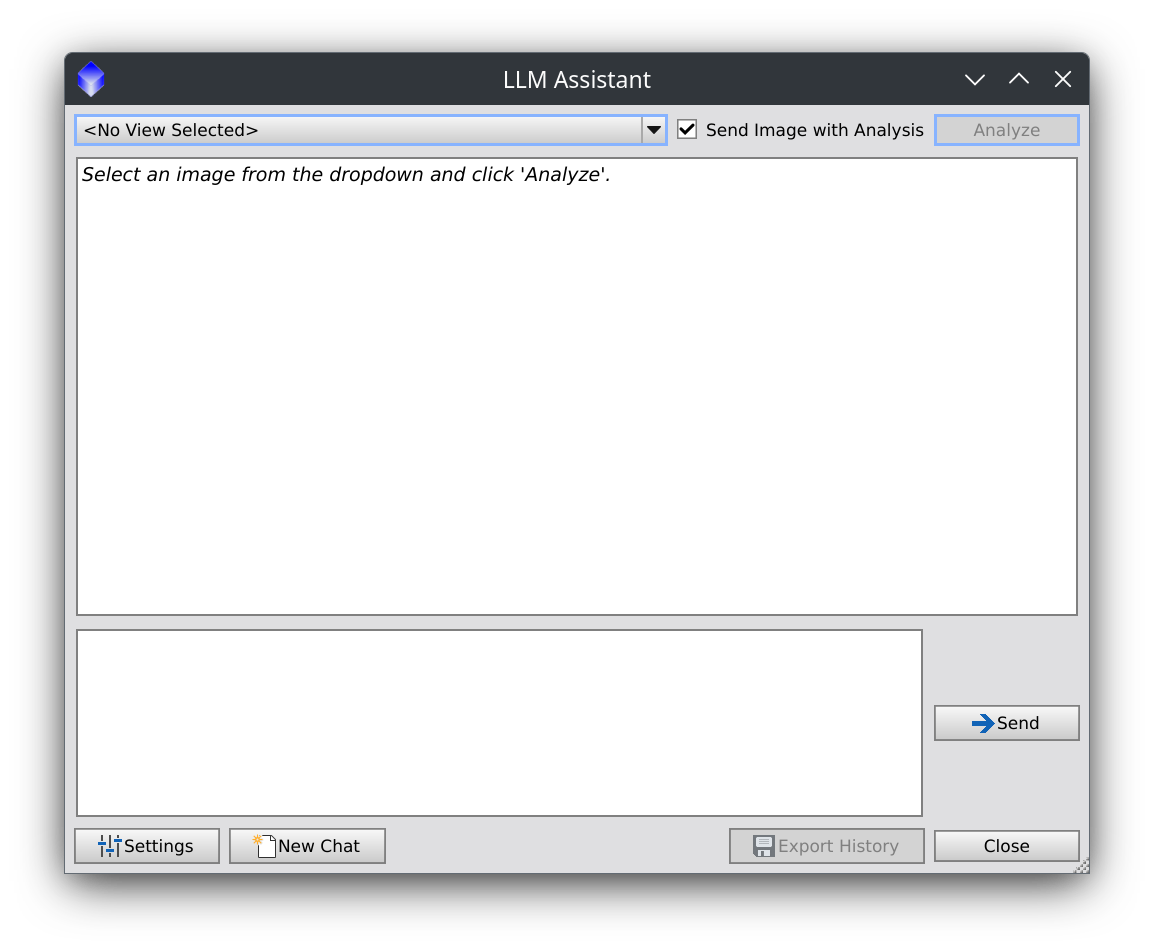 LLM Assistant
<No View Selected>
Send Image with Analysis
Analyze
Select an image from the dropdown and click 'Analyze'.
Send
Settings
New Chat
Export History
Close